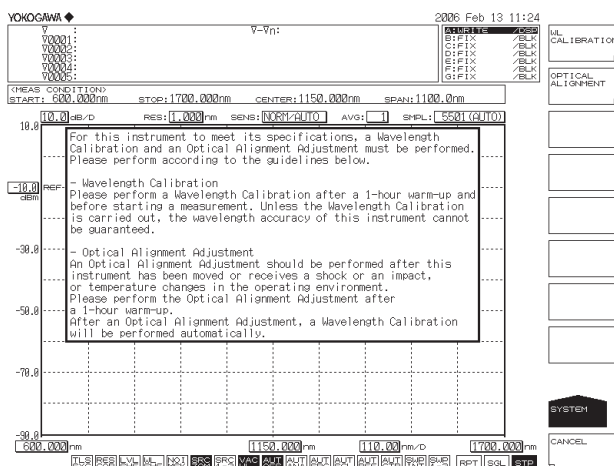 YOKOGAWA ◆
2006 Feb 13 11:24
∇:
∇0001:
∇0002:
∇0003:
∇0004:
∇0005:
∇-∇n:
A:WRITE /DSP
B:FIX /BLK
C:FIX /BLK
D:FIX /BLK
E:FIX /BLK
F:FIX /BLK
G:FIX /BLK
WL
CALIBRATION
OPTICAL
ALIGNMENT
<MEAS CONDITION>
START: 600.000nm STOP:1700.000nm CENTER:1150.000nm SPAN:1100.0nm
10.0 dB/D RES: 1.000 nm SENS: NORM/AUTO AVG: 1 SMPL: 5501(AUTO)
10.0
For this instrument to meet its specifications, a Wavelength
Calibration and an Optical Alignment Adjustment must be performed.
Please perform according to the guidelines below.
- Wavelength Calibration
Please perform a Wavelength Calibration after a 1-hour warm-up and
before starting a measurement. Unless the Wavelength Calibration
is carried out, the wavelength accuracy of this instrument cannot
be guaranteed.
- Optical Alignment Adjustment
An Optical Alignment Adjustment should be performed after this
instrument has been moved or receives a shock or an impact,
or temperature changes in the operating environment.
Please perform the Optical Alignment Adjustment after
a 1-hour warm-up.
After an Optical Alignment Adjustment, a Wavelength Calibration
will be performed automatically.
-10.0 REF
dBm
-30.0
-50.0
-70.0
-90.0
600.000 nm 1150.000 nm 110.00 nm/D 1700.000 nm
RPT SGL STP
SYSTEM
CANCEL